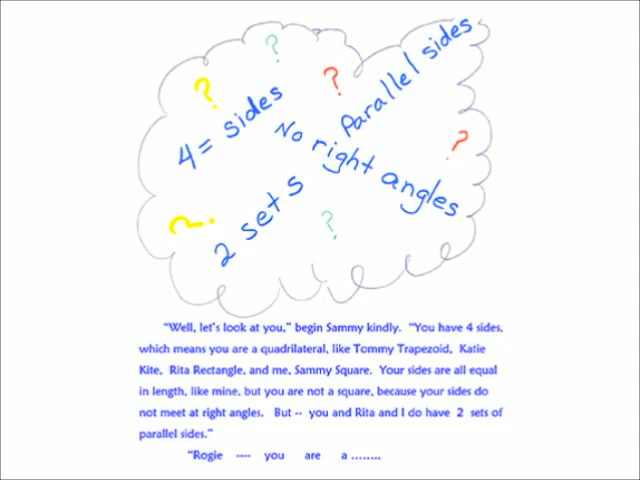 ?
?
?
Parallel sides
4 = sides
No right angles
?
2 sets
?
?
"Well, let's look at you," begin Sammy kindly. "You have 4 sides,
which means you are a quadrilateral, like Tommy Trapezoid, Katie
Kite, Rita Rectangle, and me, Sammy Square. Your sides are all equal
in length, like mine, but you are not a square, because your sides do
not meet at right angles. But -- you and Rita and I do have 2 sets of
parallel sides."
"Rogie ---- you are a ........